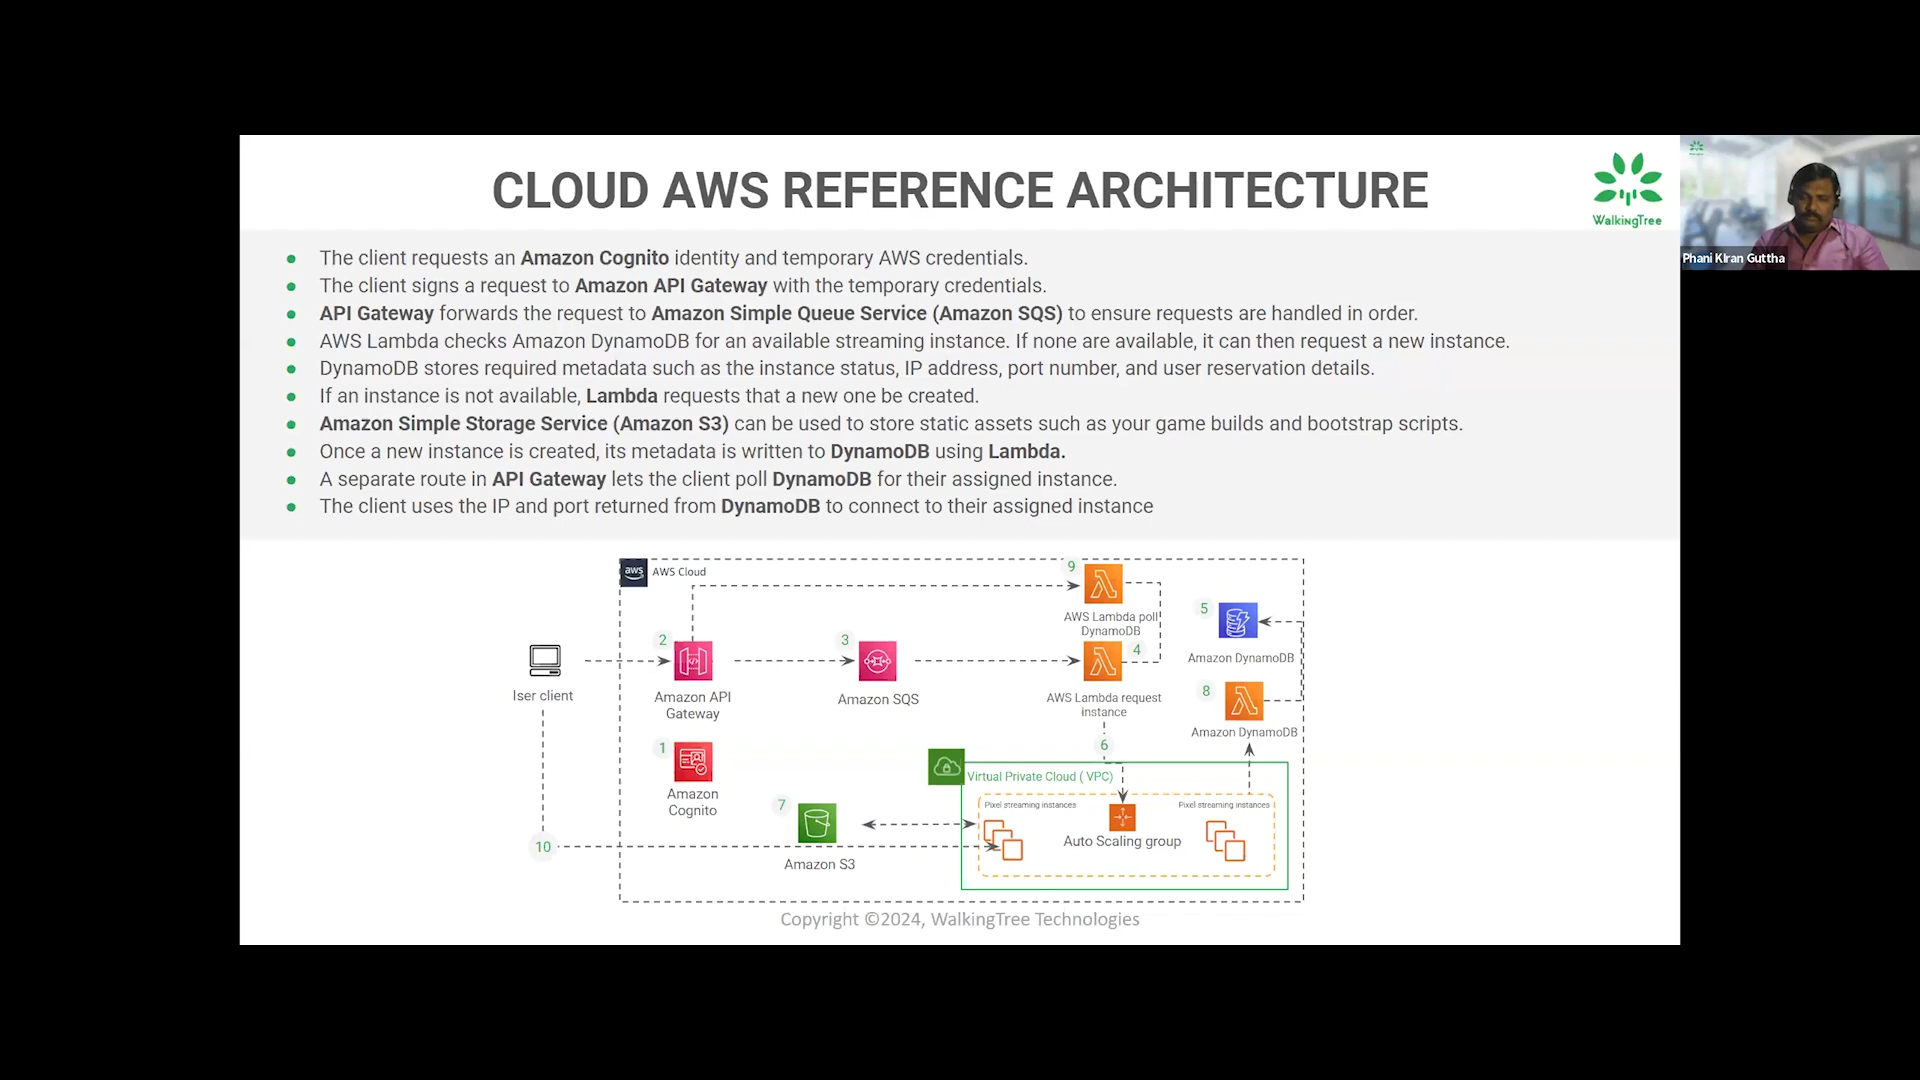 CLOUD AWS REFERENCE ARCHITECTURE
WalkingTree
Phani KIran Guttha
The client requests an Amazon Cognito identity and temporary AWS credentials.
The client signs a request to Amazon API Gateway with the temporary credentials.
API Gateway forwards the request to Amazon Simple Queue Service (Amazon SQS) to ensure requests are handled in order.
AWS Lambda checks Amazon DynamoDB for an available streaming instance. If none are available, it can then request a new instance.
DynamoDB stores required metadata such as the instance status, IP address, port number, and user reservation details.
If an instance is not available, Lambda requests that a new one be created.
Amazon Simple Storage Service (Amazon S3) can be used to store static assets such as your game builds and bootstrap scripts.
Once a new instance is created, its metadata is written to DynamoDB using Lambda.
A separate route in API Gateway lets the client poll DynamoDB for their assigned instance.
The client uses the IP and port returned from DynamoDB to connect to their assigned instance
aws AWS Cloud
9
AWS Lambda poll
DynamoDB
5
Amazon DynamoDB
2
Amazon API
Gateway
3
Amazon SQS
4
AWS Lambda request
instance
Iser client
8
Amazon DynamoDB
1
Amazon
Cognito
6
Virtual Private Cloud ( VPC)
Pixel streaming instances
Pixel streaming instances
Auto Scaling group
7
Amazon S3
10
Copyright ©2024, WalkingTree Technologies